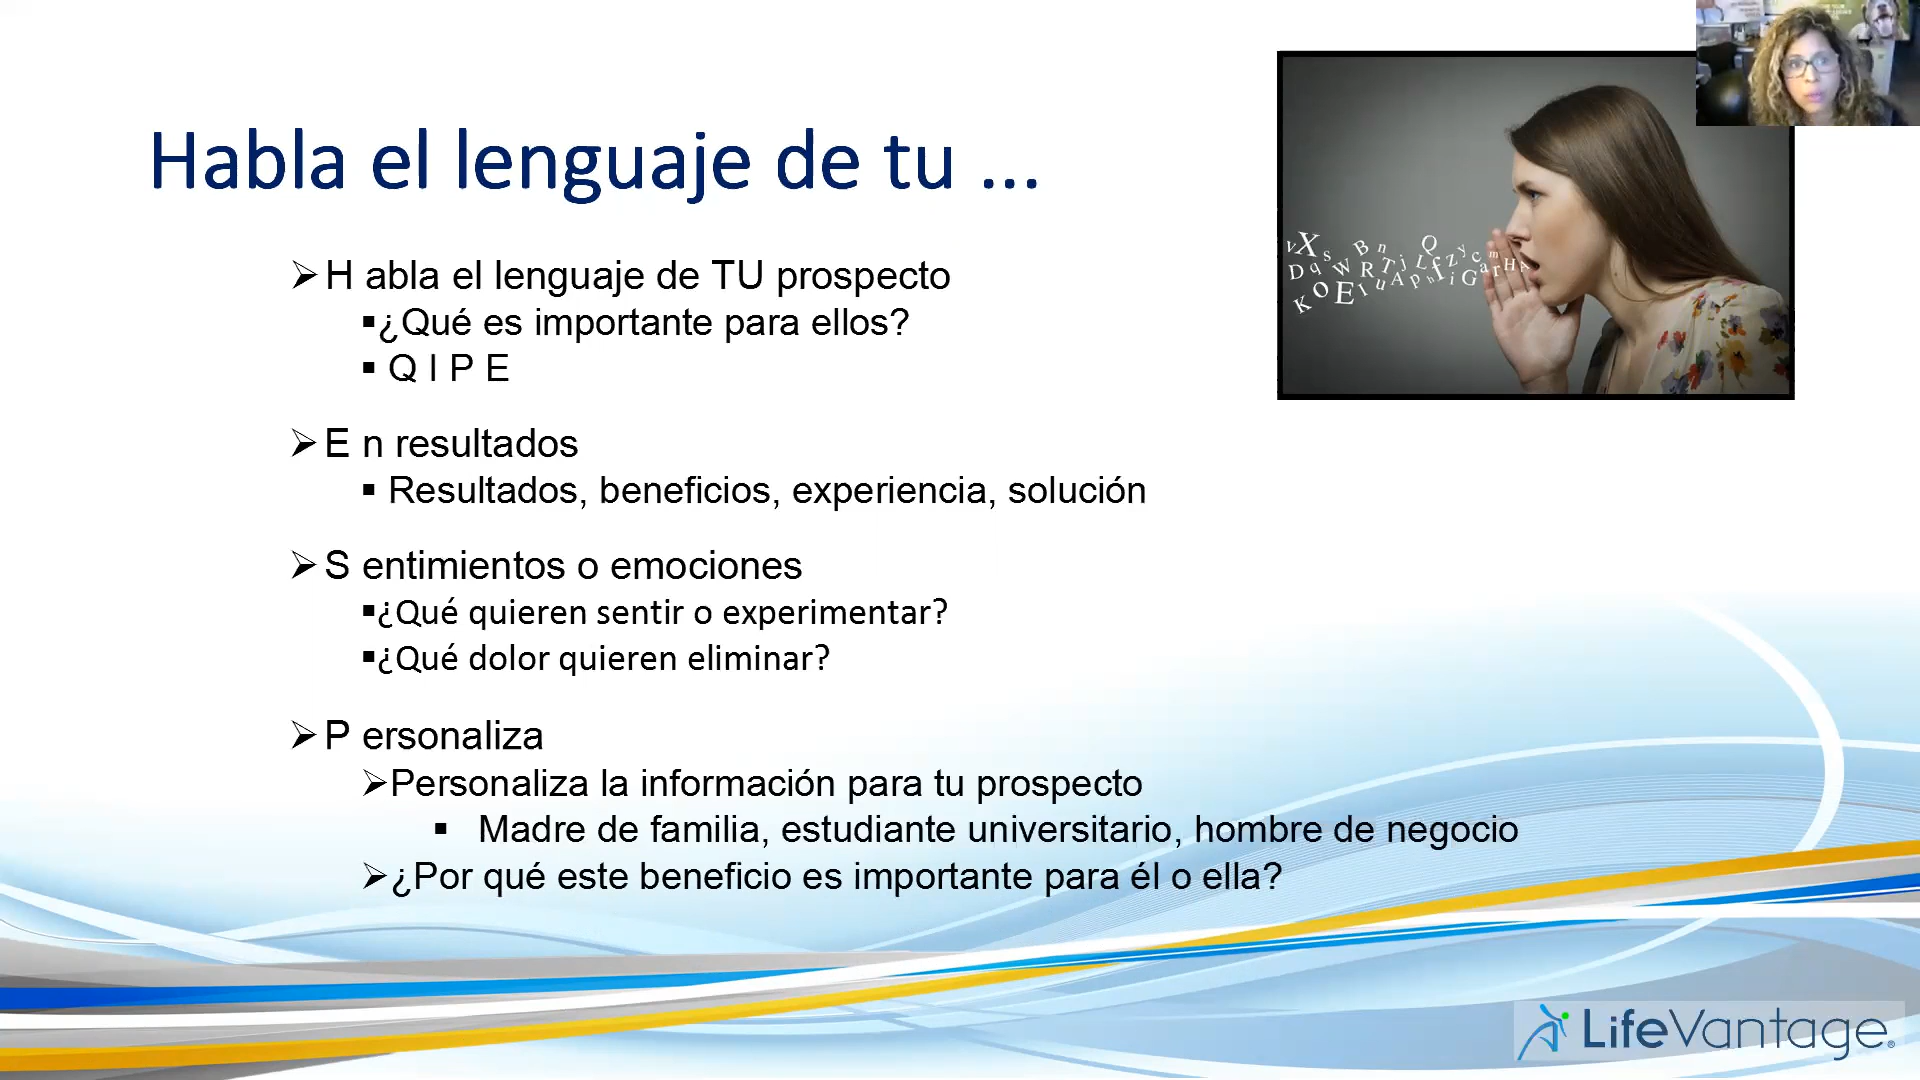 Habla el lenguaje de tu ...
H abla el lenguaje de TU prospecto
¿Qué es importante para ellos?
Q I P E
E n resultados
Resultados, beneficios, experiencia, solución
S entimientos o emociones
¿Qué quieren sentir o experimentar?
¿Qué dolor quieren eliminar?
P ersonaliza
Personaliza la información para tu prospecto
Madre de familia, estudiante universitario, hombre de negocio
¿Por qué este beneficio es importante para él o ella?
LifeVantage®